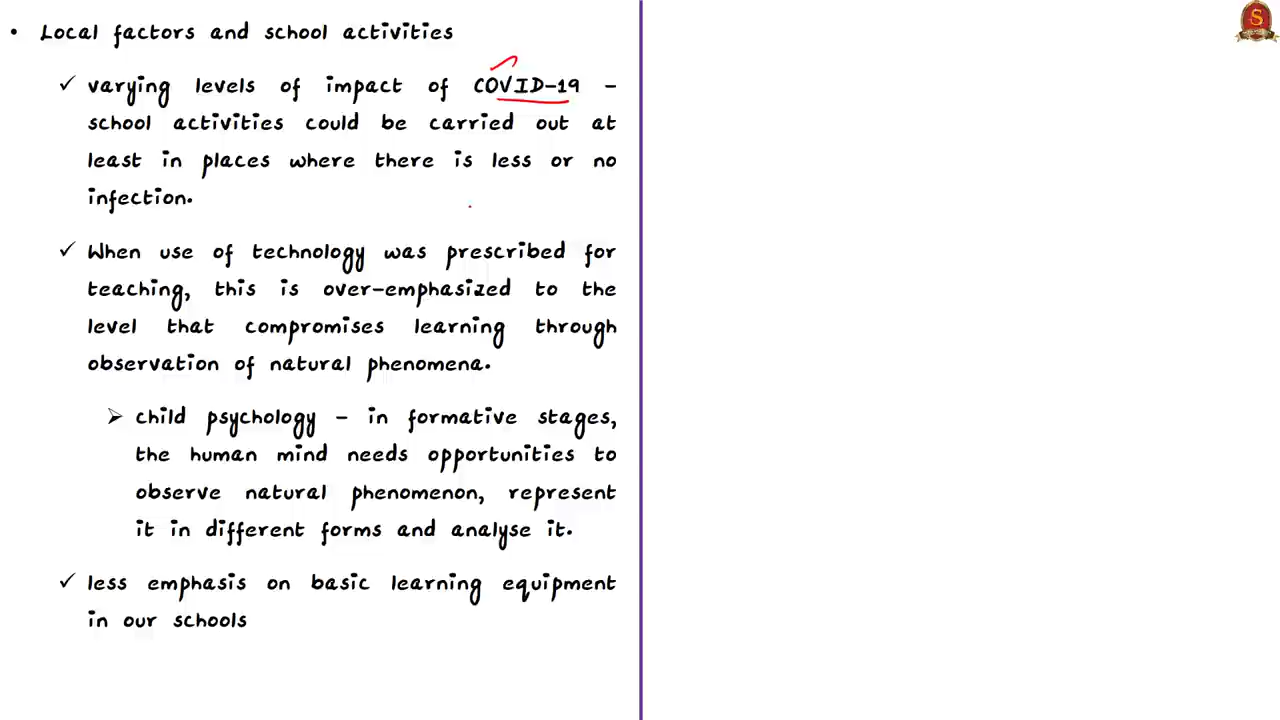 • Local factors and school activities
✓ varying levels of impact of COVID-19 -
school activities could be carried out at
least in places where there is less or no
infection.
✓ When use of technology was prescribed for
teaching, this is over-emphasized to the
level that compromises learning through
observation of natural phenomena.
➢ child psychology - in formative stages,
the human mind needs opportunities to
observe natural phenomenon, represent
it in different forms and analyse it.
✓ less emphasis on basic learning equipment
in our schools
S